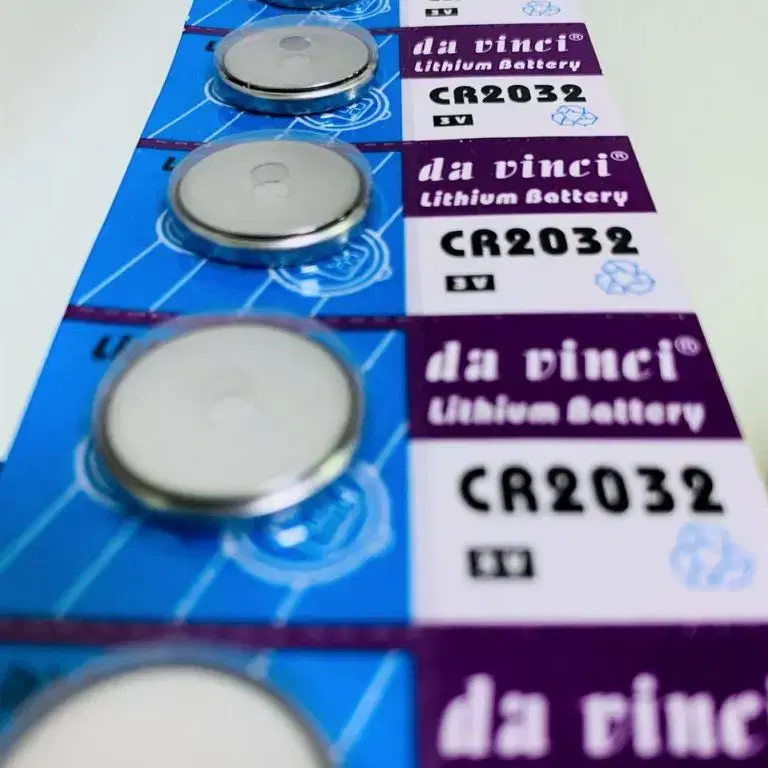 3V
da vinci®
Lithium Battery
CR2032
3V
da vinci®
Lithium Battery
CR2032
3V
da vinci®
Lithium Battery
CR2032
3V
da vinci